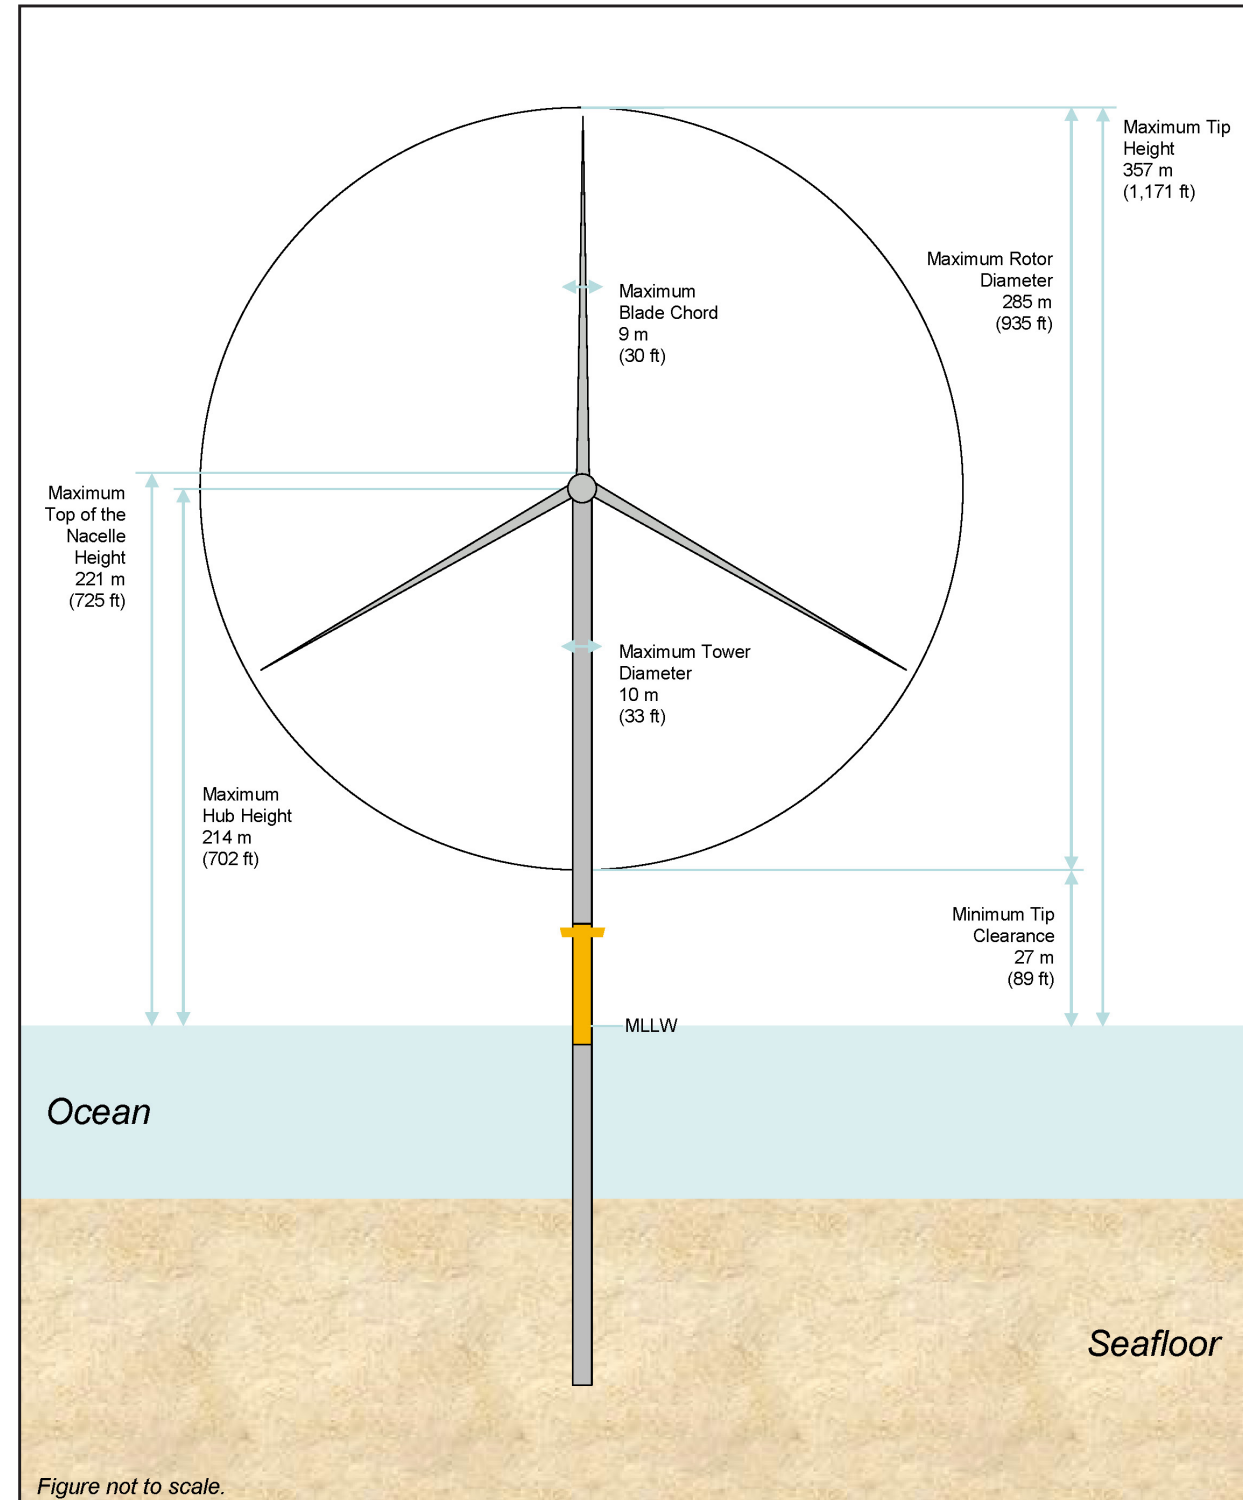 Maximum Tip
Height
357 m
(1,171 ft)
Maximum Rotor
Diameter
285 m
(935 ft)
Maximum
Blade Chord
9 m
(30 ft)
Maximum
Top of the
Nacelle
Height
221 m
(725 ft)
Maximum Tower
Diameter
10 m
(33 ft)
Maximum
Hub Height
214 m
(702 ft)
Minimum Tip
Clearance
27 m
(89 ft)
MLLW
Ocean
Seafloor
Figure not to scale.